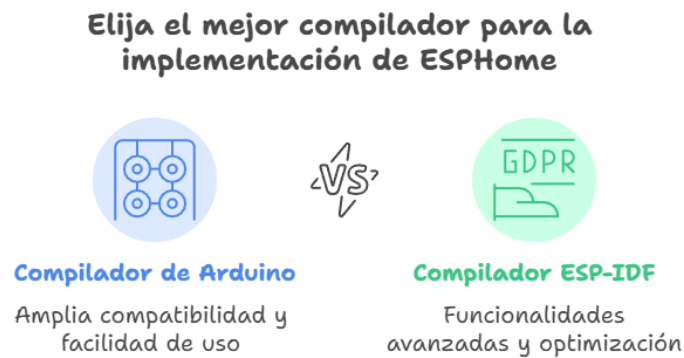 Elija el mejor compilador para la
implementación de ESPHome
VS
GDPR
Compilador de Arduino
Compilador ESP-IDF
Amplia compatibilidad y
facilidad de uso
Funcionalidades
avanzadas y optimización